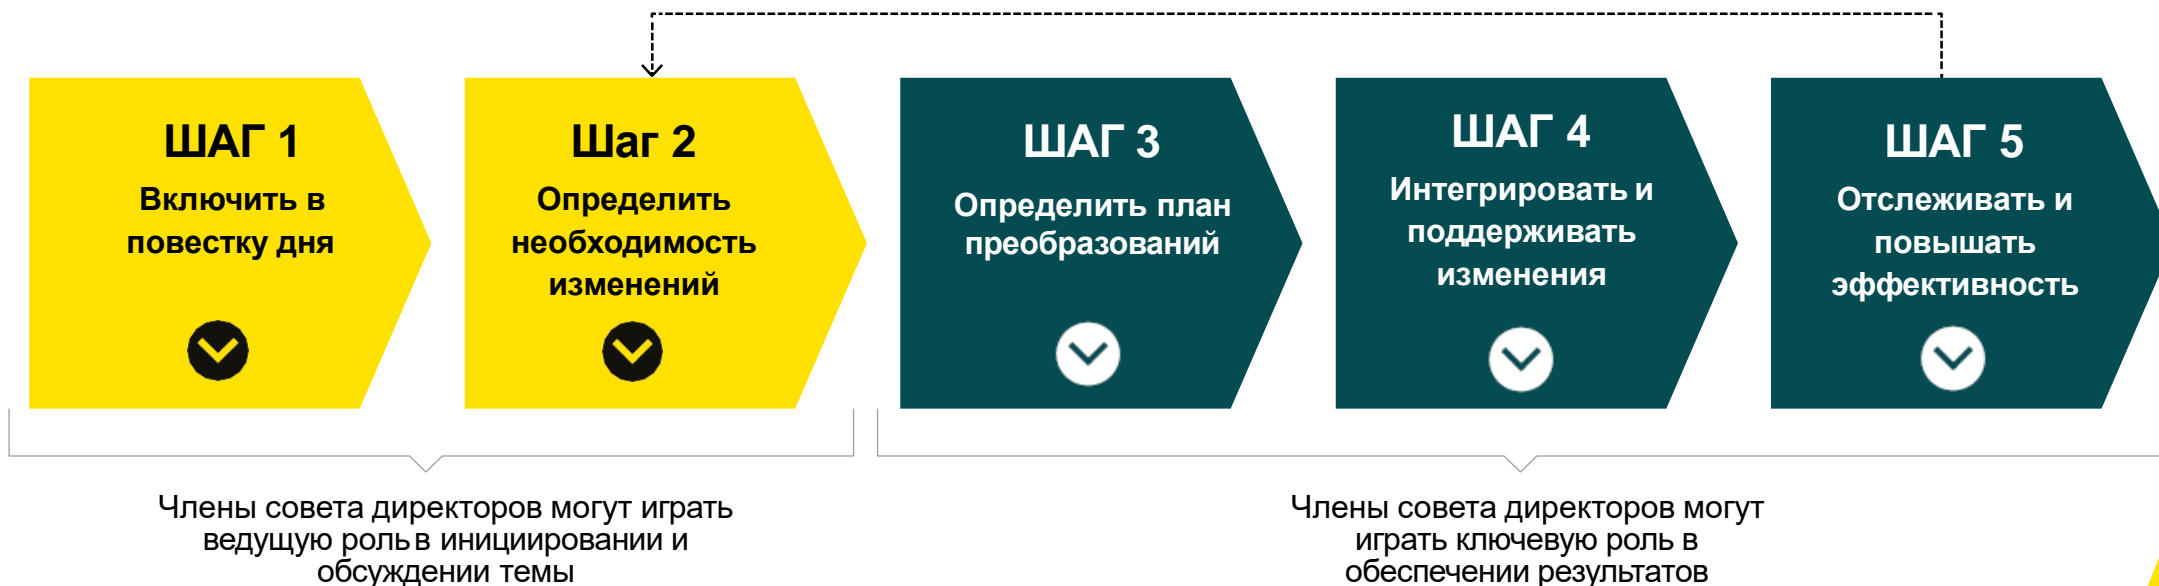 ШАГ 1
Включить в
повестку дня
Шаг 2
Определить
необходимость
изменений
ШАГ 3
Определить план
преобразований
ШАГ 4
Интегрировать и
поддерживать
изменения
ШАГ 5
Отслеживать и
повышать
эффективность
Члены совета директоров могут играть
ведущую роль в инициировании и
обсуждении темы
Члены совета директоров могут
играть ключевую роль в
обеспечении результатов